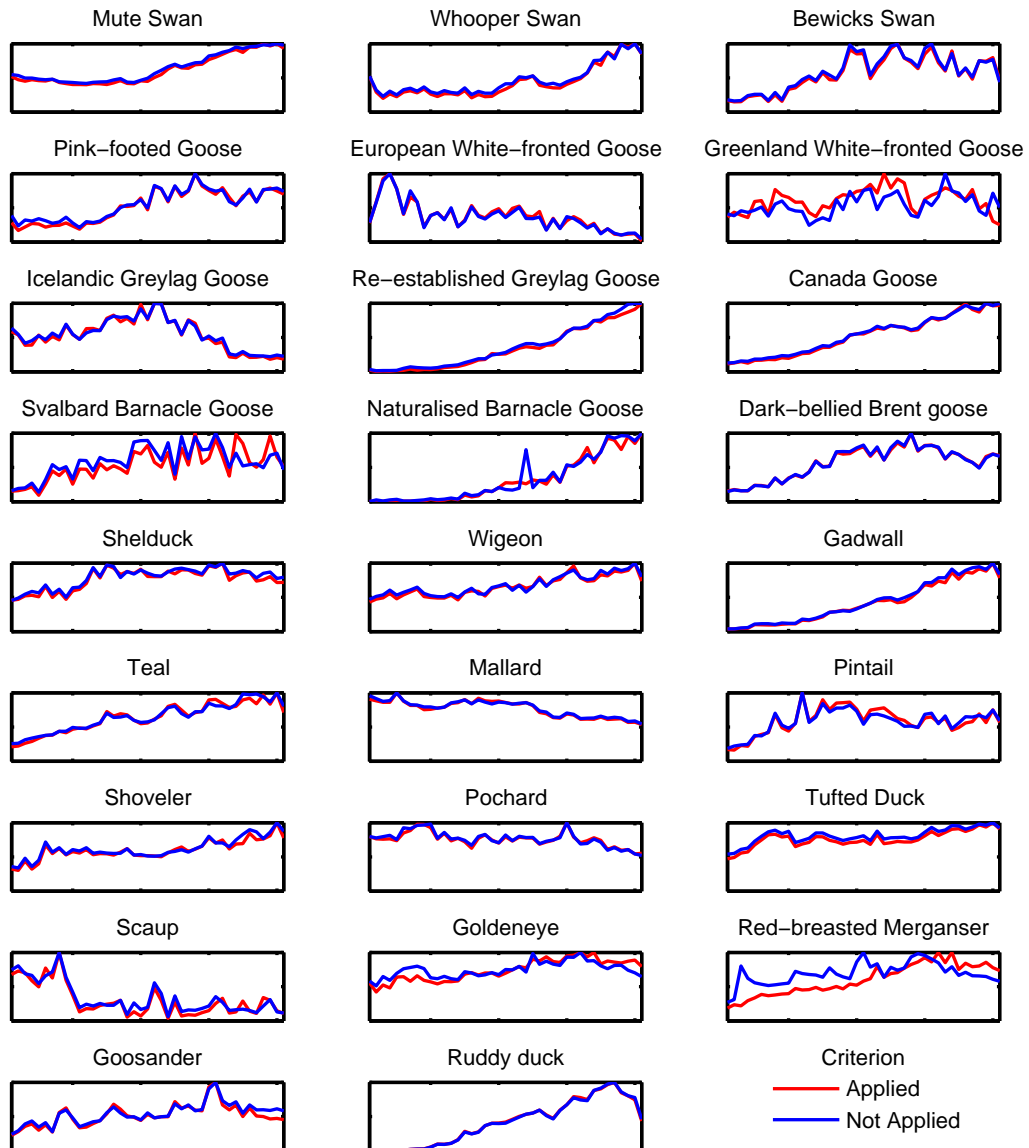 Mute Swan
Whooper Swan
Bewicks Swan
Pink−footed Goose
European White−fronted Goose
Greenland White−fronted Goose
Icelandic Greylag Goose
Re−established Greylag Goose
Canada Goose
Svalbard Barnacle Goose
Naturalised Barnacle Goose
Dark−bellied Brent goose
Shelduck
Wigeon
Gadwall
Teal
Mallard
Pintail
Shoveler
Pochard
Tufted Duck
Scaup
Goldeneye
Red−breasted Merganser
Goosander
Ruddy duck
Criterion
Applied
Not Applied